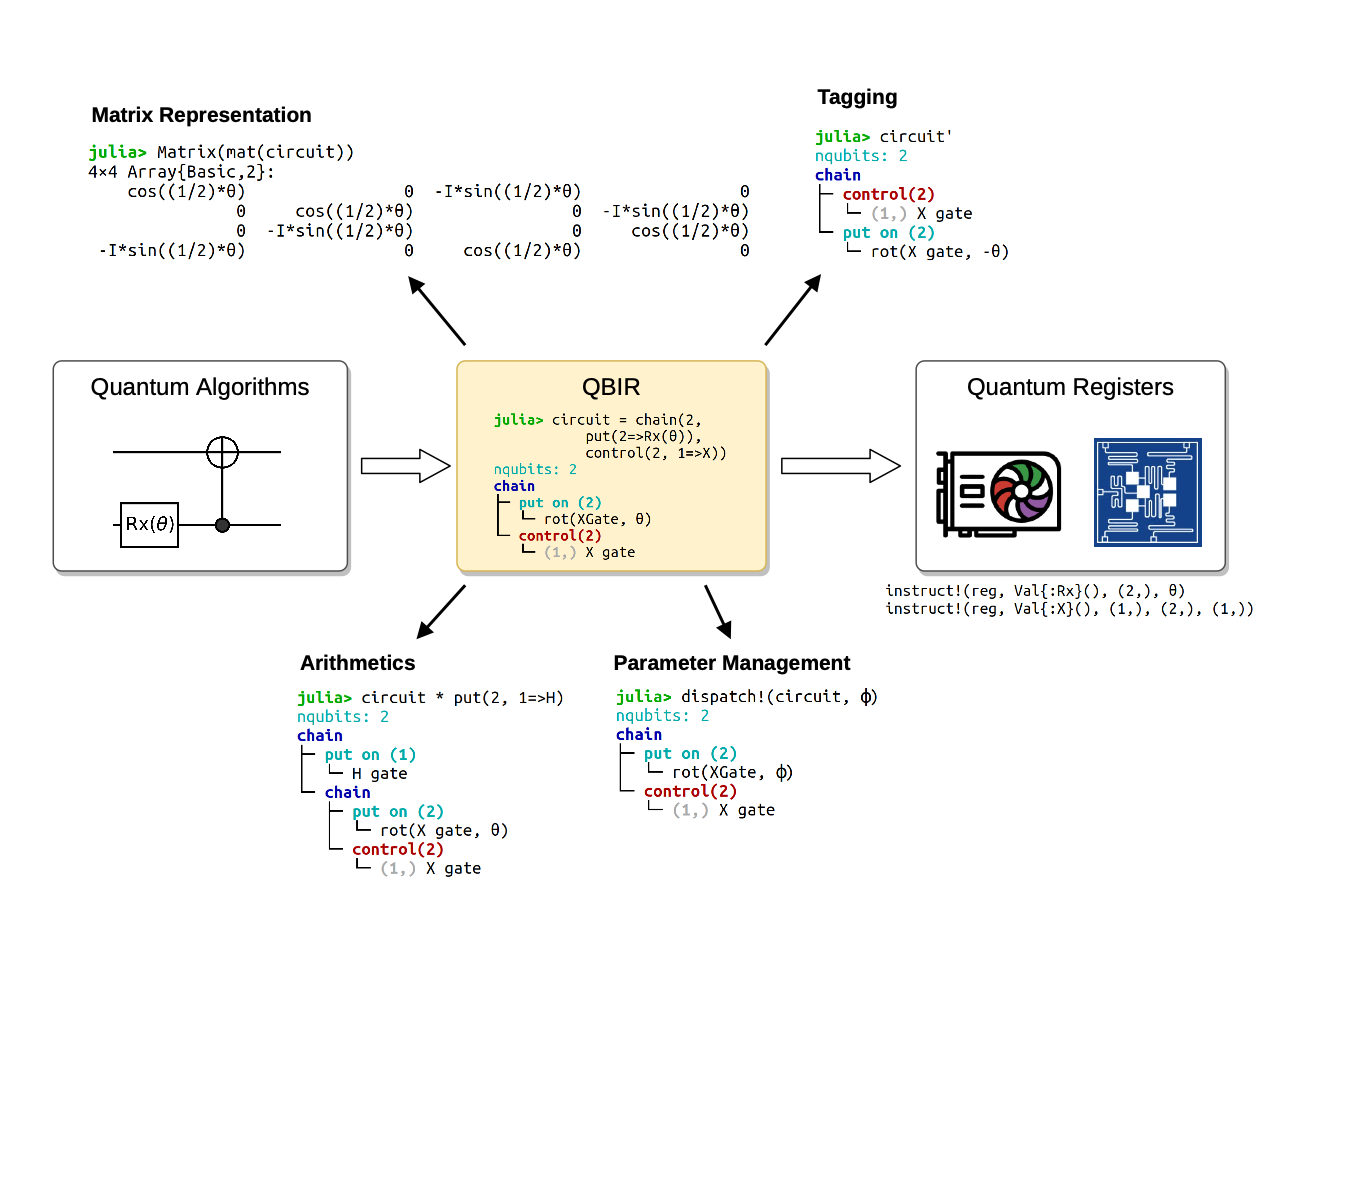 Matrix Representation
julia> Matrix(mat(circuit))
4×4 Array{Basic,2}:
cos((1/2)*θ) 0 -I*sin((1/2)*θ) 0
0 cos((1/2)*θ) 0 -I*sin((1/2)*θ)
0 -I*sin((1/2)*θ) 0 cos((1/2)*θ)
-I*sin((1/2)*θ) 0 cos((1/2)*θ) 0
Tagging
julia> circuit'
nqubits: 2
chain
├─ control(2)
│  └─ (1,) X gate
└─ put on (2)
   └─ rot(X gate, -θ)
Quantum Algorithms
Rx(θ)
QBIR
julia> circuit = chain(2,
put(2=>Rx(θ)),
control(2, 1=>X))
nqubits: 2
chain
├─ put on (2)
│  └─ rot(XGate, θ)
└─ control(2)
   └─ (1,) X gate
Quantum Registers
instruct!(reg, Val{:Rx}(), (2,), θ)
instruct!(reg, Val{:X}(), (1,), (2,), (1,))
Arithmetics
julia> circuit * put(2, 1=>H)
nqubits: 2
chain
├─ put on (1)
│  └─ H gate
└─ chain
   ├─ put on (2)
   │  └─ rot(X gate, θ)
   └─ control(2)
      └─ (1,) X gate
Parameter Management
julia> dispatch!(circuit, ϕ)
nqubits: 2
chain
├─ put on (2)
│  └─ rot(XGate, ϕ)
└─ control(2)
   └─ (1,) X gate